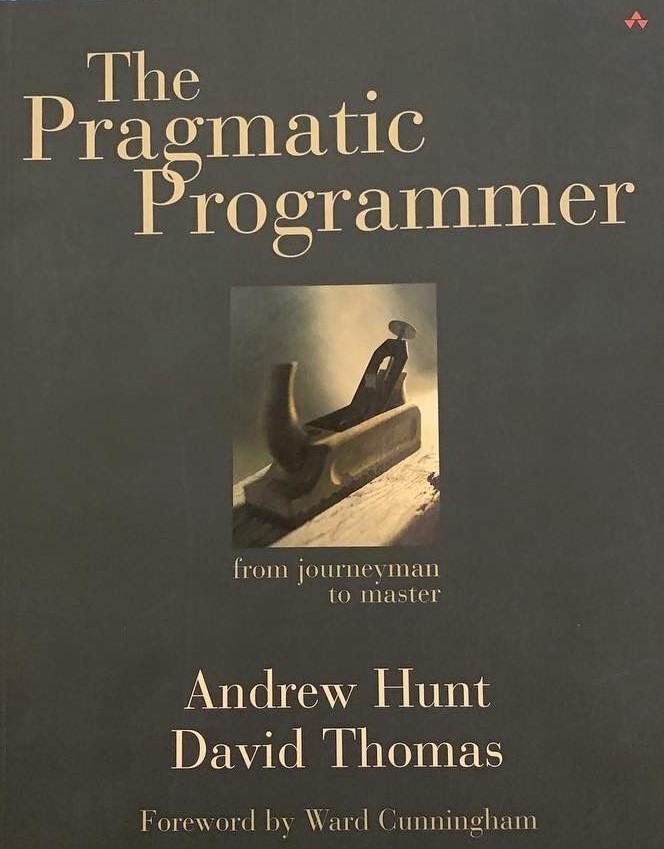 The
Pragmatic
Programmer
from journeyman
to master
Andrew Hunt
David Thomas
Foreword by Ward Cunningham